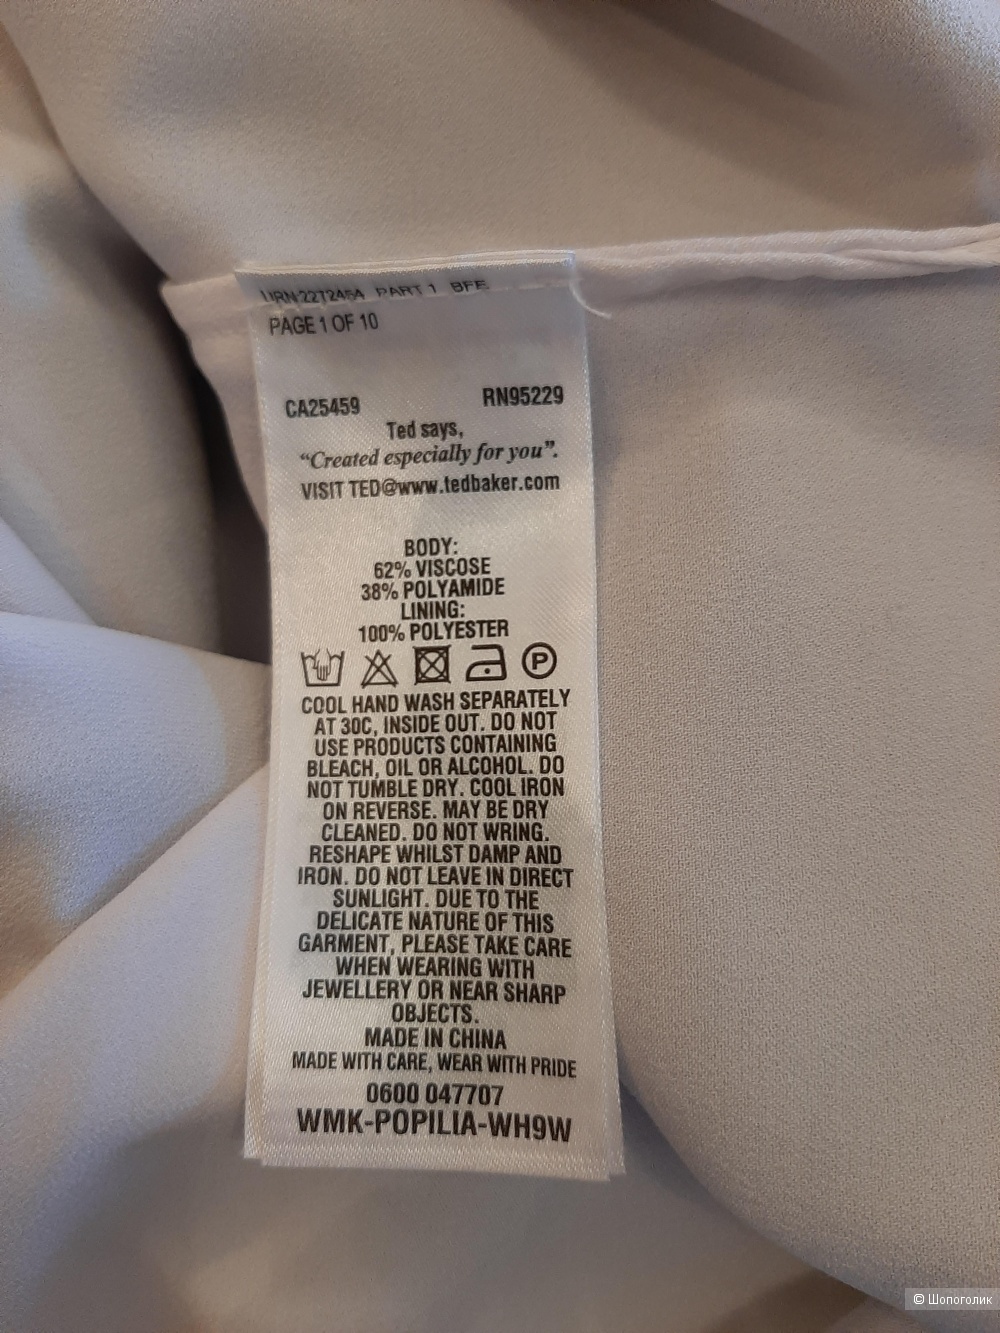 URN-2272464 PART 1 BFE
PAGE 1 OF 10
CA25459 RN95229
Ted says,
“Created especially for you”.
VISIT TED@www.tedbaker.com
BODY:
62% VISCOSE
38% POLYAMIDE
LINING:
100% POLYESTER
P
COOL HAND WASH SEPARATELY
AT 30C, INSIDE OUT. DO NOT
USE PRODUCTS CONTAINING
BLEACH, OIL OR ALCOHOL. DO
NOT TUMBLE DRY. COOL IRON
ON REVERSE. MAY BE DRY
CLEANED. DO NOT WRING.
RESHAPE WHILST DAMP AND
IRON. DO NOT LEAVE IN DIRECT
SUNLIGHT. DUE TO THE
DELICATE NATURE OF THIS
GARMENT, PLEASE TAKE CARE
WHEN WEARING WITH
JEWELLERY OR NEAR SHARP
OBJECTS.
MADE IN CHINA
MADE WITH CARE, WEAR WITH PRIDE
0600 047707
WMK-POPILIA-WH9W
© Шопоголик